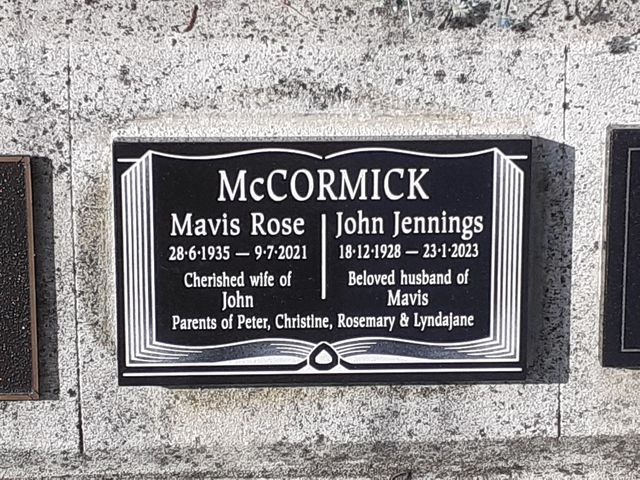 McCORMICK
Mavis Rose
28·6·1935 — 9·7·2021
Cherished wife of
John
John Jennings
18·12·1928 — 23·1·2023
Beloved husband of
Mavis
Parents of Peter, Christine, Rosemary & Lyndajane